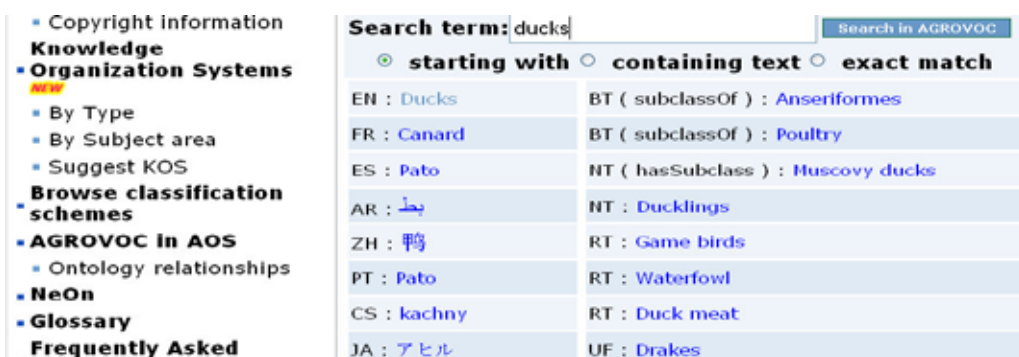 Copyright information
Knowledge
Organization Systems
NEW
By Type
By Subject area
Suggest KOS
Browse classification
schemes
AGROVOC in AOS
Ontology relationships
NeOn
Glossary
Frequently Asked
Search term: ducks Search in AGROVOC
starting with containing text exact match
EN : Ducks BT ( subclassOf ) : Anseriformes
FR : Canard BT ( subclassOf ) : Poultry
ES : Pato NT ( hasSubclass ) : Muscovy ducks
AR : بط NT : Ducklings
ZH : 鸭 RT : Game birds
PT : Pato RT : Waterfowl
CS : kachny RT : Duck meat
JA : アヒル UF : Drakes